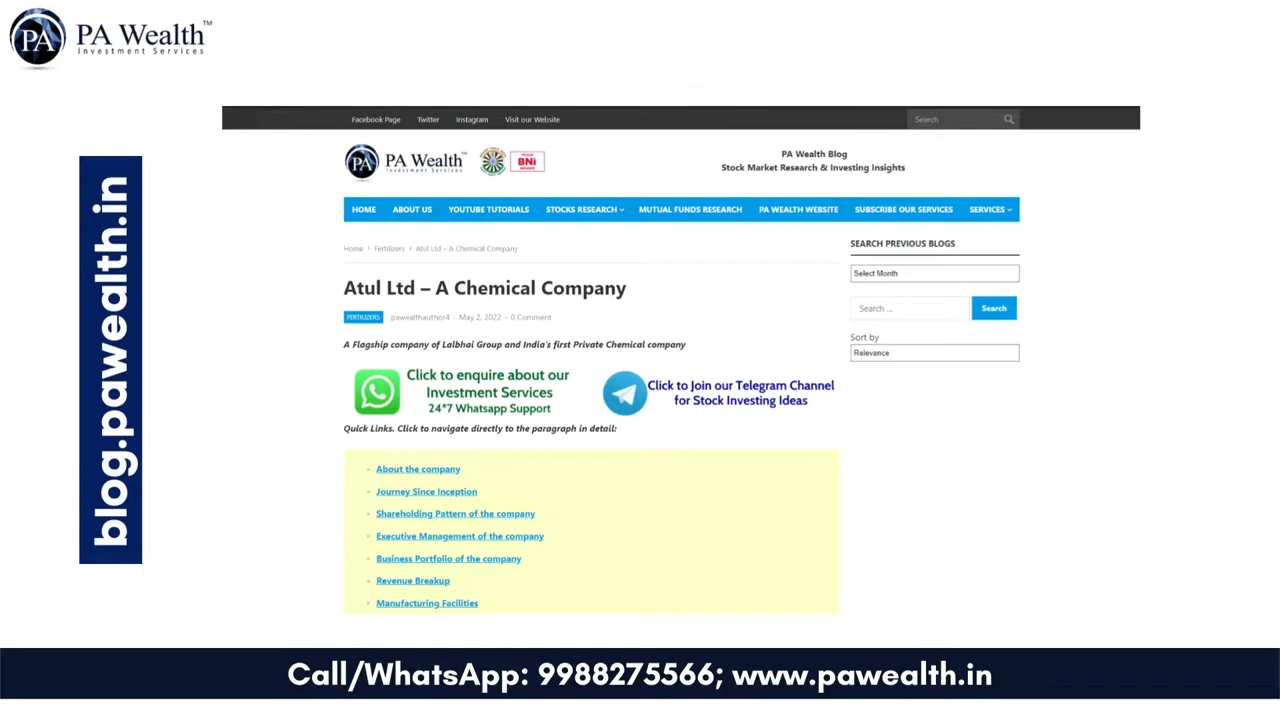 PA Wealth™
Investment Services
Facebook Page Twitter Instagram Visit our Website Search
PA Wealth™
Investment Services
BNI
PA Wealth Blog
Stock Market Research & Investing Insights
HOME ABOUT US YOUTUBE TUTORIALS STOCKS RESEARCH MUTUAL FUNDS RESEARCH PA WEALTH WEBSITE SUBSCRIBE OUR SERVICES SERVICES
Home Fertilizers Atul Ltd – A Chemical Company
SEARCH PREVIOUS BLOGS
Select Month
Search ... Search
Sort by
Relevance
Atul Ltd – A Chemical Company
FERTILIZERS pawealthauthor4 · May 2, 2022 · 0 Comment
A Flagship company of Lalbhai Group and India's first Private Chemical company
Click to enquire about our
Investment Services
24*7 Whatsapp Support
Click to Join our Telegram Channel
for Stock Investing Ideas
Quick Links. Click to navigate directly to the paragraph in detail:
About the company
Journey Since Inception
Shareholding Pattern of the company
Executive Management of the company
Business Portfolio of the company
Revenue Breakup
Manufacturing Facilities
blog.pawealth.in
Call/WhatsApp: 9988275566; www.pawealth.in